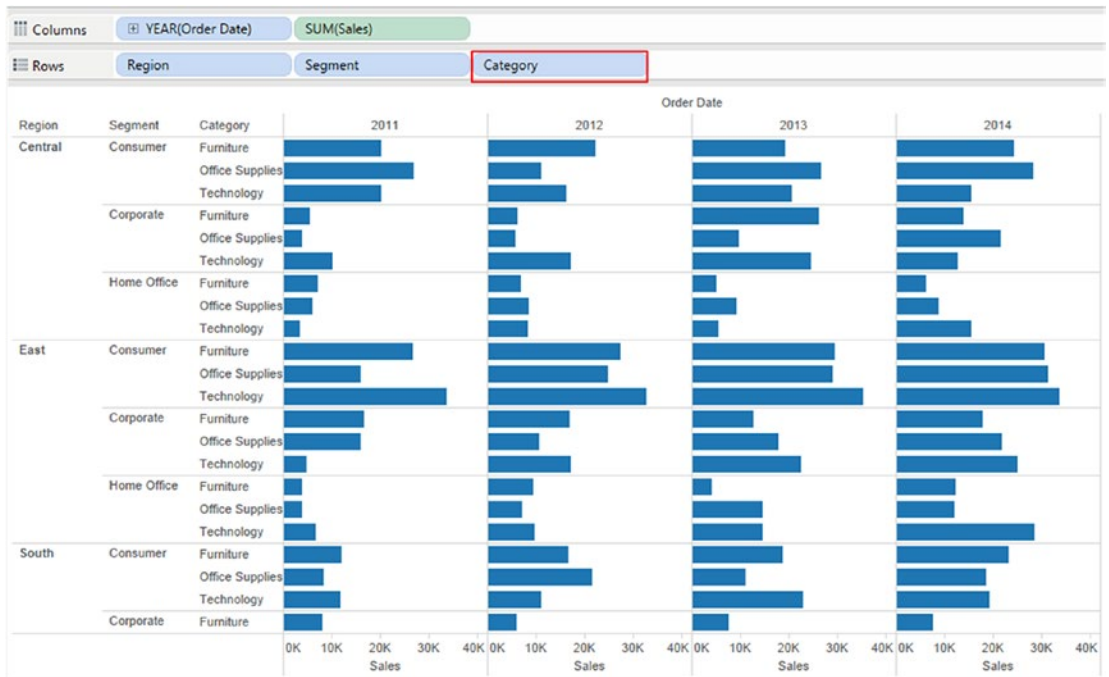 Columns YEAR(Order Date) SUM(Sales)
Rows Region Segment Category
Order Date
Region Segment Category 2011 2012 2013 2014
Central Consumer Furniture
Office Supplies
Technology
Corporate Furniture
Office Supplies
Technology
Home Office Furniture
Office Supplies
Technology
East Consumer Furniture
Office Supplies
Technology
Corporate Furniture
Office Supplies
Technology
Home Office Furniture
Office Supplies
Technology
South Consumer Furniture
Office Supplies
Technology
Corporate Furniture
0K 10K 20K 30K 40K 0K 10K 20K 30K 40K 0K 10K 20K 30K 40K 0K 10K 20K 30K 40K
Sales Sales Sales Sales